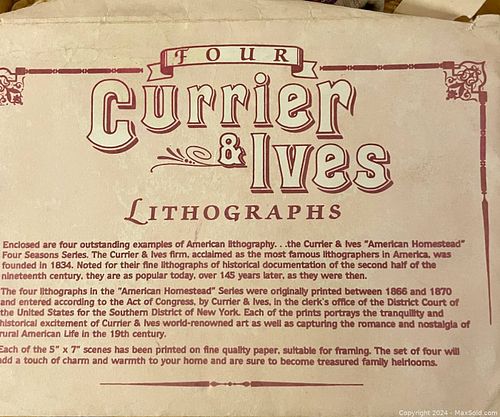 FOUR
Currier
& Ives
LITHOGRAPHS
Enclosed are four outstanding examples of American lithography. . .the Currier & Ives "American Homestead"
Four Seasons Series. The Currier & Ives firm, acclaimed as the most famous lithographers in America, was
founded in 1834. Noted for their fine lithographs of historical documentation of the second half of the
nineteenth century, they are as popular today, over 145 years later, as they were then.
The four lithographs in the "American Homestead" Series were originally printed between 1866 and 1870
and entered according to the Act of Congress, by Currier & Ives, in the clerk's office of the District Court of
the United States for the Southern District of New York. Each of the prints portrays the tranquility and
historical excitement of Currier & Ives world-renowned art as well as capturing the romance and nostalgia of
rural American Life in the 19th century.
Each of the 5" x 7" scenes has been printed on fine quality paper, suitable for framing. The set of four will
add a touch of charm and warmth to your home and are sure to become treasured family heirlooms.
Copyright 2024 - MaxSold.com